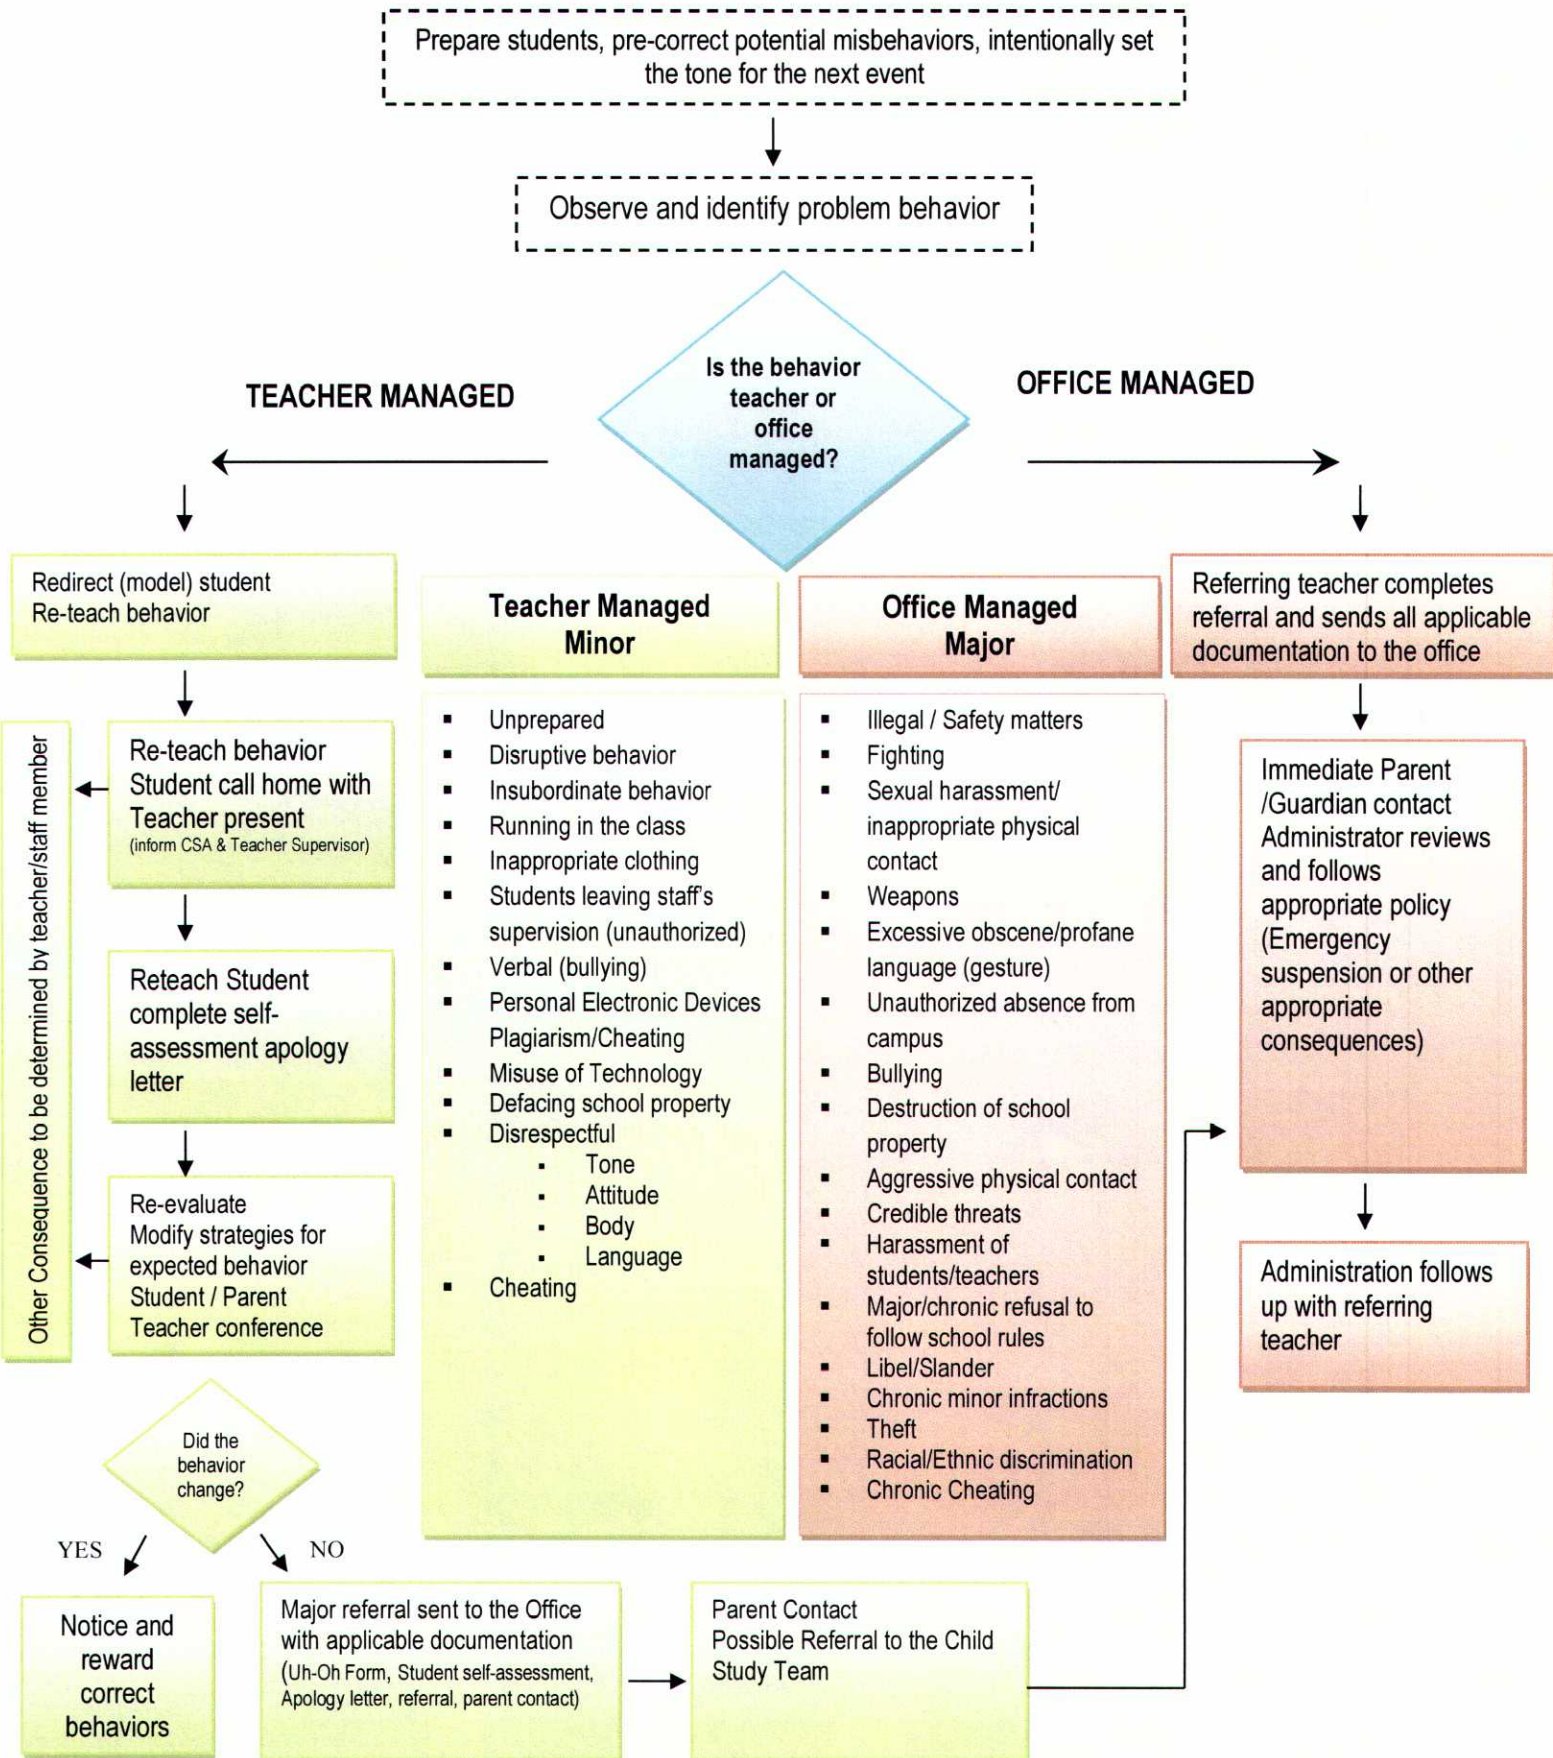 Prepare students, pre-correct potential misbehaviors, intentionally set
the tone for the next event
Observe and identify problem behavior
Is the behavior
teacher or
office
managed?
TEACHER MANAGED
OFFICE MANAGED
Redirect (model) student
Re-teach behavior
Re-teach behavior
Student call home with
Teacher present
(inform CSA & Teacher Supervisor)
Reteach Student
complete self-
assessment apology
letter
Re-evaluate
Modify strategies for
expected behavior
Student / Parent
Teacher conference
Other Consequence to be determined by teacher/staff member
Did the
behavior
change?
YES
NO
Notice and
reward
correct
behaviors
Major referral sent to the Office
with applicable documentation
(Uh-Oh Form, Student self-assessment,
Apology letter, referral, parent contact)
Parent Contact
Possible Referral to the Child
Study Team
Teacher Managed
Minor
▪ Unprepared
▪ Disruptive behavior
▪ Insubordinate behavior
▪ Running in the class
▪ Inappropriate clothing
▪ Students leaving staff's
supervision (unauthorized)
▪ Verbal (bullying)
▪ Personal Electronic Devices
Plagiarism/Cheating
▪ Misuse of Technology
▪ Defacing school property
▪ Disrespectful
▪ Tone
▪ Attitude
▪ Body
▪ Language
▪ Cheating
Office Managed
Major
▪ Illegal / Safety matters
▪ Fighting
▪ Sexual harassment/
inappropriate physical
contact
▪ Weapons
▪ Excessive obscene/profane
language (gesture)
▪ Unauthorized absence from
campus
▪ Bullying
▪ Destruction of school
property
▪ Aggressive physical contact
▪ Credible threats
▪ Harassment of
students/teachers
▪ Major/chronic refusal to
follow school rules
▪ Libel/Slander
▪ Chronic minor infractions
▪ Theft
▪ Racial/Ethnic discrimination
▪ Chronic Cheating
Referring teacher completes
referral and sends all applicable
documentation to the office
Immediate Parent
/Guardian contact
Administrator reviews
and follows
appropriate policy
(Emergency
suspension or other
appropriate
consequences)
Administration follows
up with referring
teacher